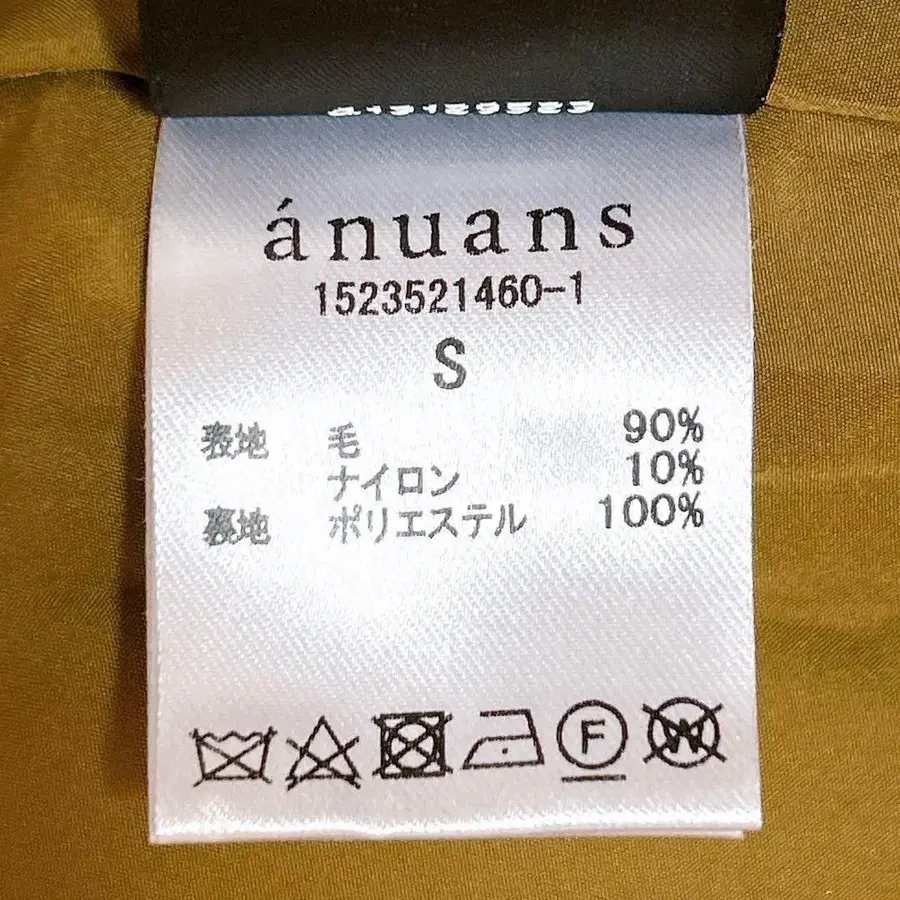 ánuans
1523521460-1
S
表地 毛 90%
ナイロン 10%
裏地 ポリエステル 100%
F
W